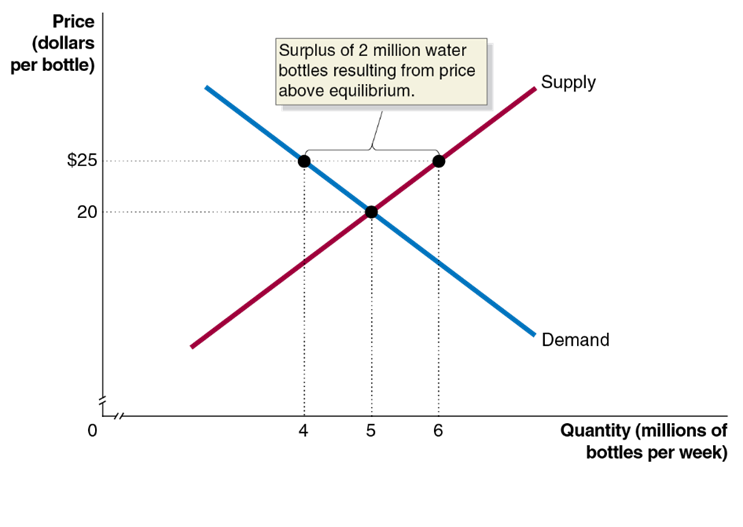 Price
(dollars
per bottle)
Surplus of 2 million water
bottles resulting from price
above equilibrium.
Supply
$25
20
Demand
0
4
5
6
Quantity (millions of
bottles per week)